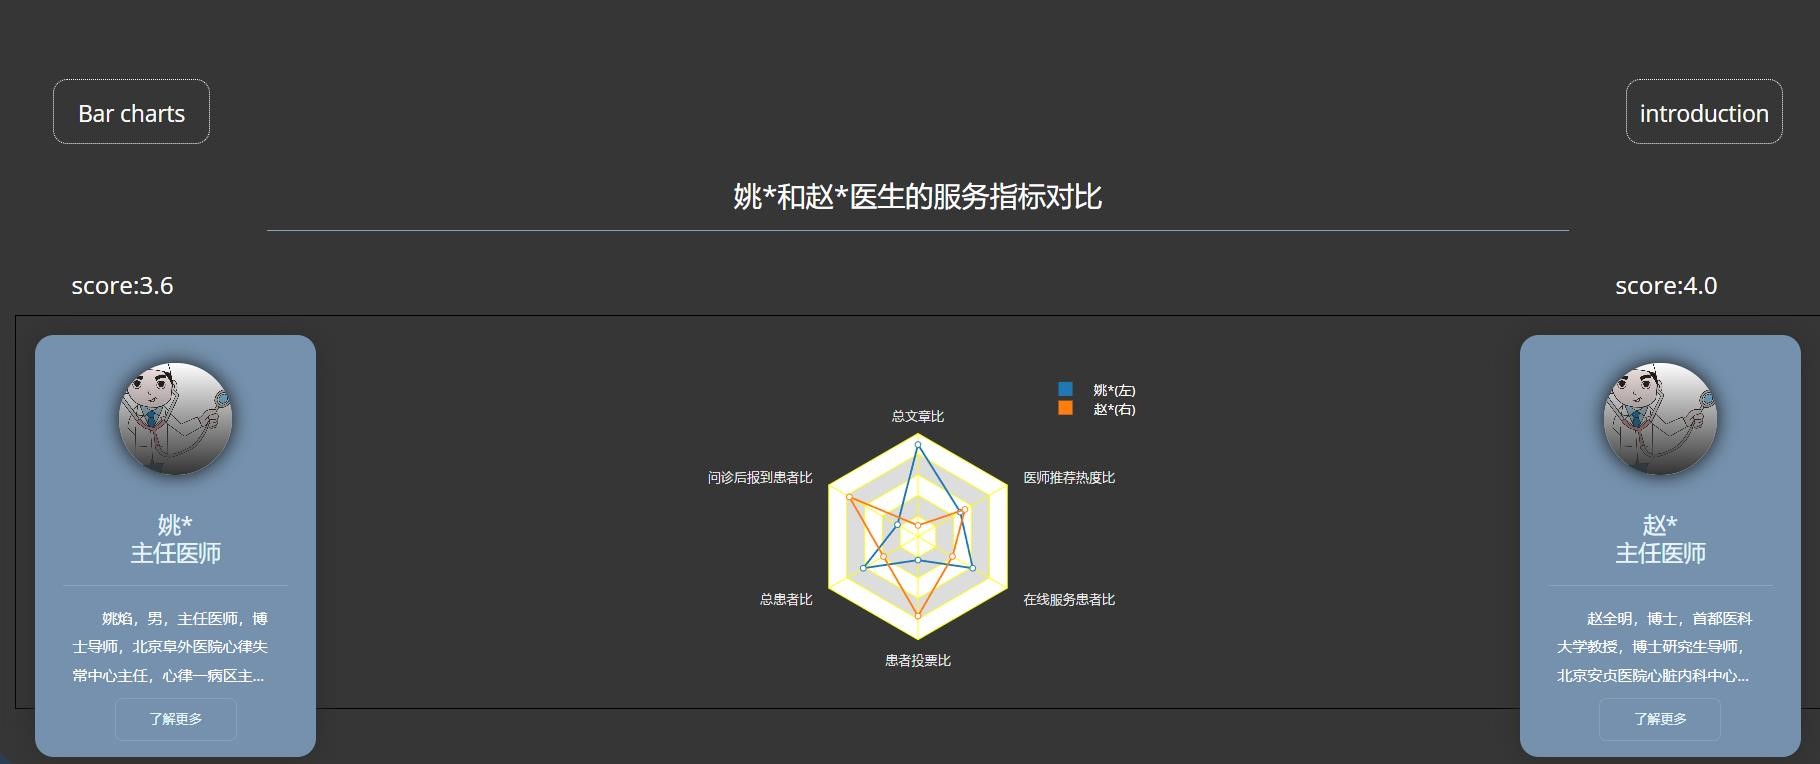 Bar charts
introduction
姚*和赵*医生的服务指标对比
score:3.6
score:4.0
姚*
主任医师
姚焰，男，主任医师，博
士导师，北京阜外医院心律失
常中心主任，心律一病区主...
了解更多
姚*(左)
赵*(右)
总文章比
问诊后报到患者比
医师推荐热度比
总患者比
在线服务患者比
患者投票比
赵*
主任医师
赵全明，博士，首都医科
大学教授，博士研究生导师，
北京安贞医院心脏内科中心...
了解更多